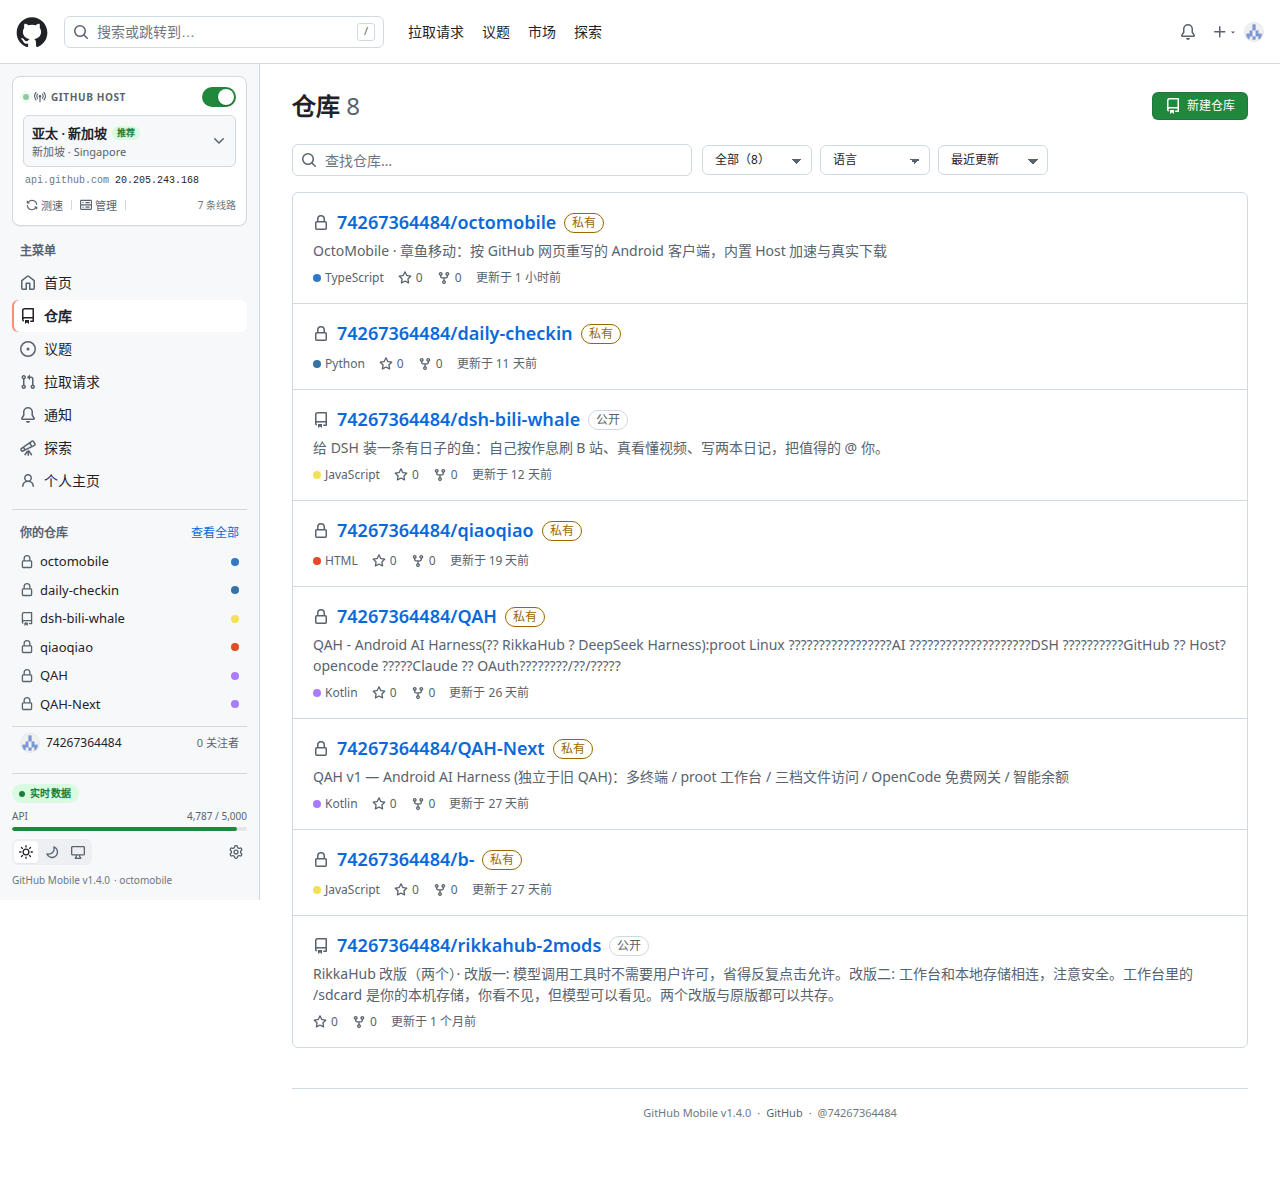 搜索或跳转到…
/
拉取请求 议题 市场 探索
GITHUB HOST
亚太 · 新加坡 推荐
新加坡 · Singapore
api.github.com 20.205.243.168
测速 管理 7 条线路
主菜单
首页
仓库
议题
拉取请求
通知
探索
个人主页
你的仓库 查看全部
octomobile
daily-checkin
dsh-bili-whale
qiaoqiao
QAH
QAH-Next
74267364484 0 关注者
实时数据
API 4,787 / 5,000
GitHub Mobile v1.4.0 · octomobile
仓库 8
新建仓库
查找仓库...
全部（8） 语言 最近更新
74267364484/octomobile 私有
OctoMobile · 章鱼移动：按 GitHub 网页重写的 Android 客户端，内置 Host 加速与真实下载
TypeScript 0 0 更新于 1 小时前
74267364484/daily-checkin 私有
Python 0 0 更新于 11 天前
74267364484/dsh-bili-whale 公开
给 DSH 装一条有日子的鱼：自己按作息刷 B 站、真看懂视频、写两本日记，把值得的 @ 你。
JavaScript 0 0 更新于 12 天前
74267364484/qiaoqiao 私有
HTML 0 0 更新于 19 天前
74267364484/QAH 私有
QAH - Android AI Harness(?? RikkaHub ? DeepSeek Harness):proot Linux ?????????????????AI ????????????????????DSH ??????????GitHub ?? Host?
opencode ?????Claude ?? OAuth????????/??/?????
Kotlin 0 0 更新于 26 天前
74267364484/QAH-Next 私有
QAH v1 — Android AI Harness (独立于旧 QAH)：多终端 / proot 工作台 / 三档文件访问 / OpenCode 免费网关 / 智能余额
Kotlin 0 0 更新于 27 天前
74267364484/b- 私有
JavaScript 0 0 更新于 27 天前
74267364484/rikkahub-2mods 公开
RikkaHub 改版（两个）· 改版一: 模型调用工具时不需要用户许可，省得反复点击允许。改版二: 工作台和本地存储相连，注意安全。工作台里的
/sdcard 是你的本机存储，你看不见，但模型可以看见。两个改版与原版都可以共存。
0 0 更新于 1 个月前
GitHub Mobile v1.4.0 · GitHub · @74267364484